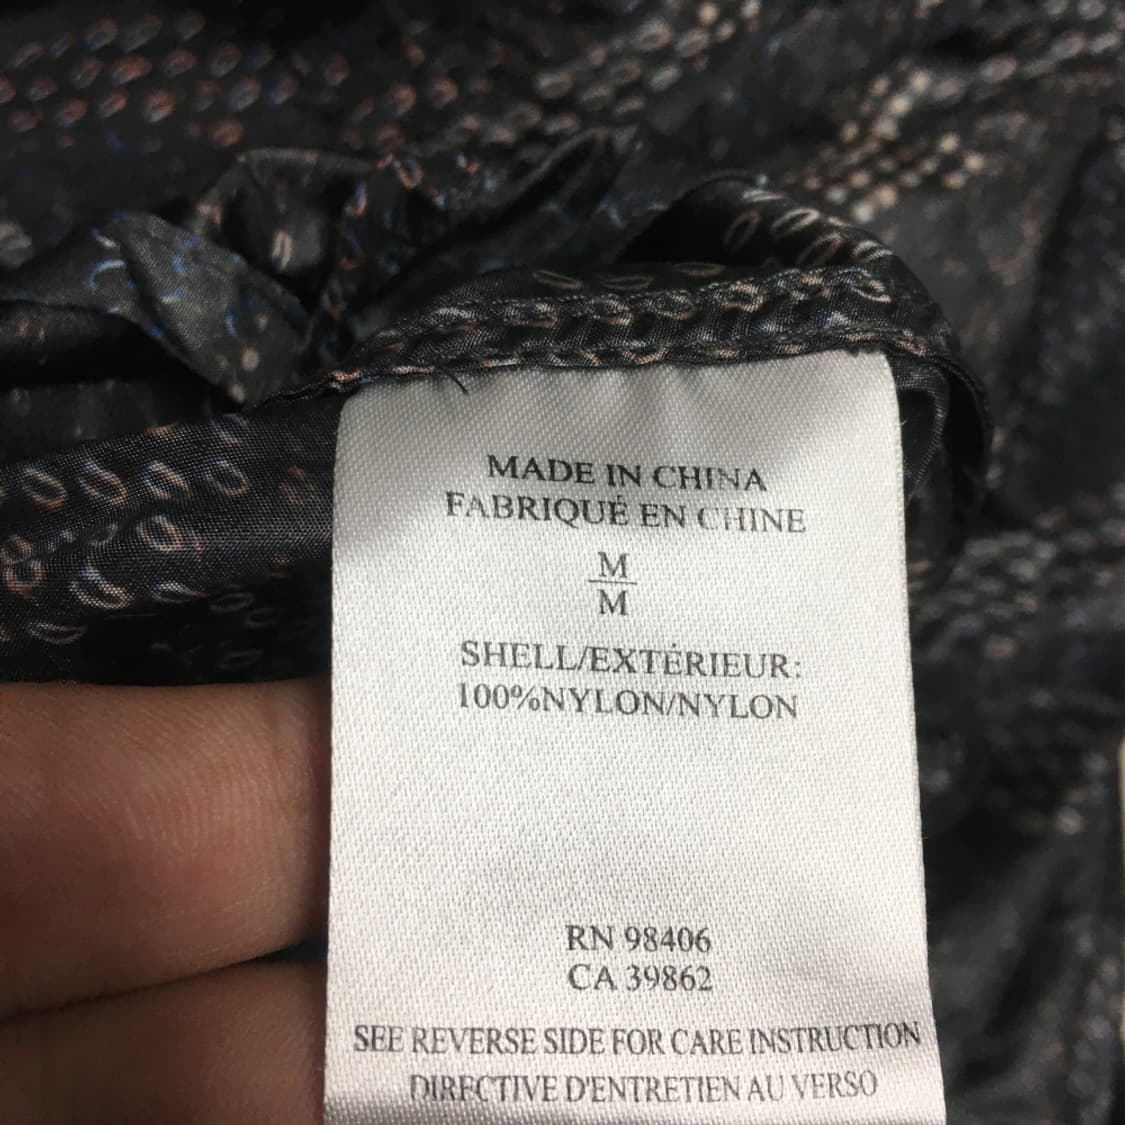 MADE IN CHINA
FABRIQUÉ EN CHINE
M
M
SHELL/EXTÉRIEUR:
100%NYLON/NYLON
RN 98406
CA 39862
SEE REVERSE SIDE FOR CARE INSTRUCTION
DIRECTIVE D'ENTRETIEN AU VERSO